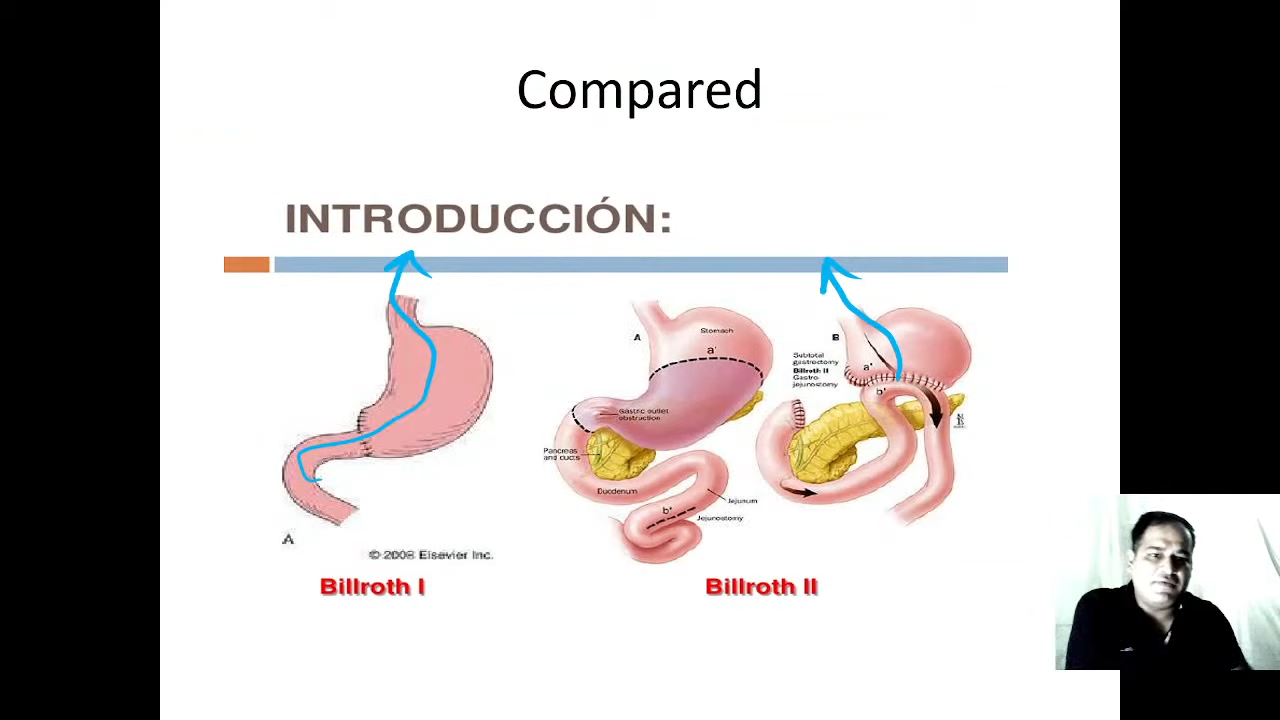 Compared
INTRODUCCIÓN:
A
Stomach
a'
Gastric outlet
obstruction
Pancreas
and ducts
Duodenum
b'
Jejunum
Jejunostomy
B
Subtotal
gastrectomy
Billroth II
Gastro-
jejunostomy
a'
b'
A
© 2008 Elsevier Inc.
Billroth I
Billroth II